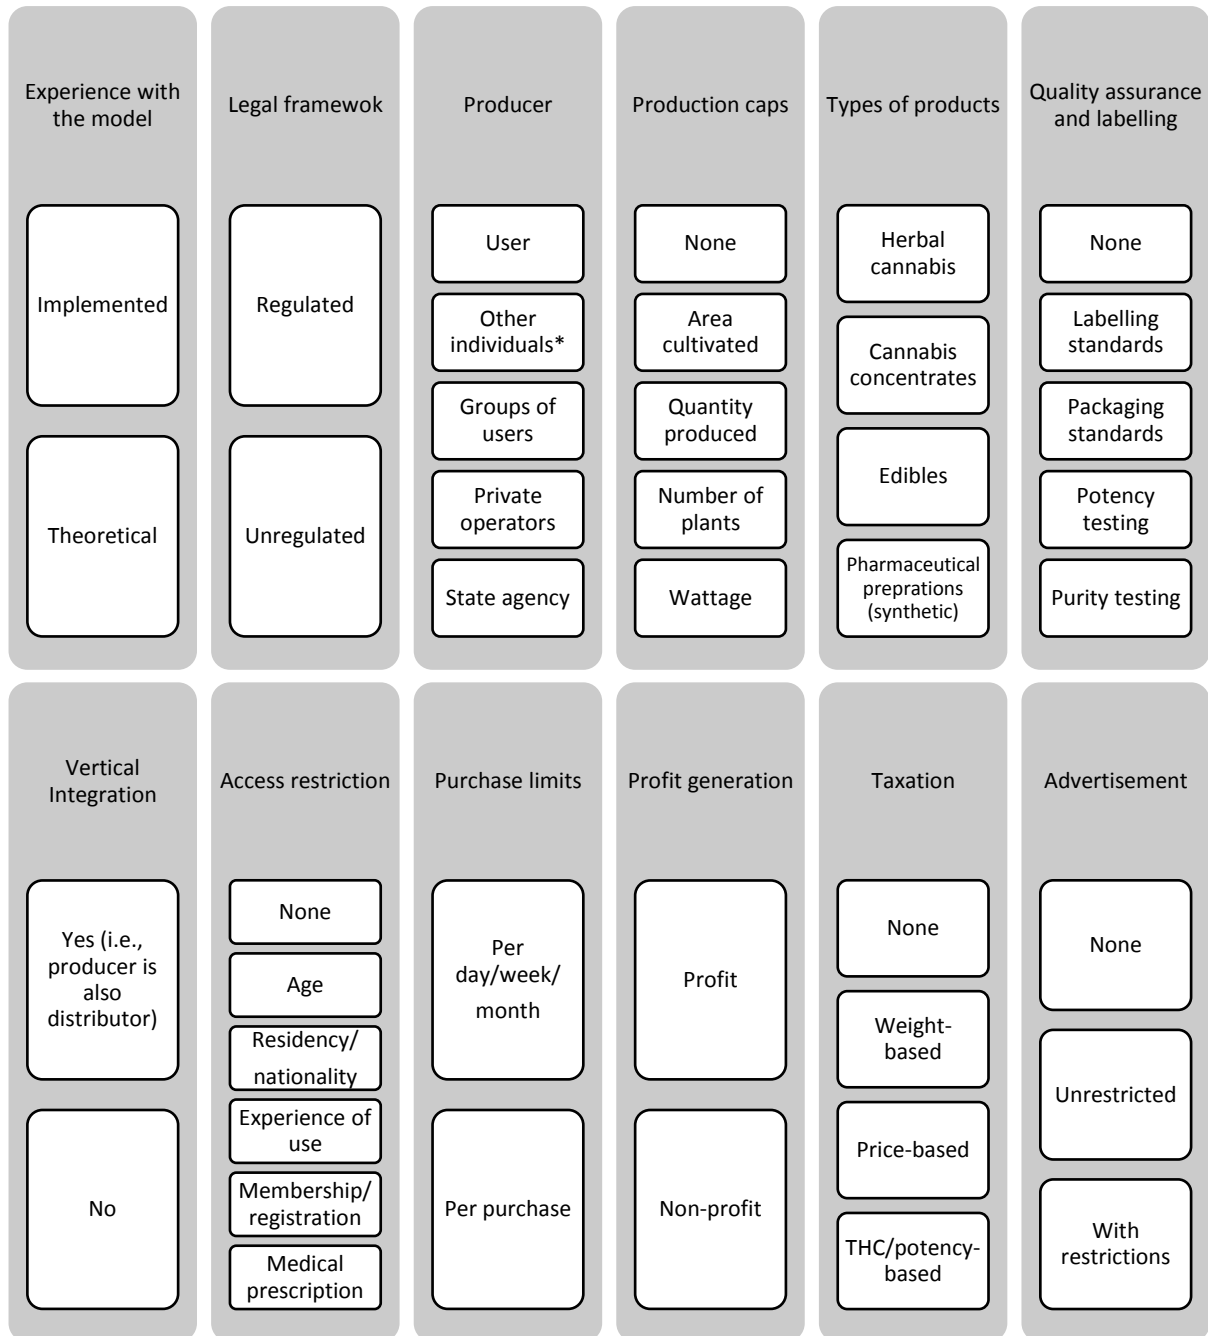 Experience with
the model
Implemented
Theoretical
Legal framewok
Regulated
Unregulated
Producer
User
Other
individuals*
Groups of
users
Private
operators
State agency
Production caps
None
Area
cultivated
Quantity
produced
Number of
plants
Wattage
Types of products
Herbal
cannabis
Cannabis
concentrates
Edibles
Pharmaceutical
preprations
(synthetic)
Quality assurance
and labelling
None
Labelling
standards
Packaging
standards
Potency
testing
Purity testing
Vertical
Integration
Yes (i.e.,
producer is
also
distributor)
No
Access restriction
None
Age
Residency/
nationality
Experience of
use
Membership/
registration
Medical
prescription
Purchase limits
Per
day/week/
month
Per purchase
Profit generation
Profit
Non-profit
Taxation
None
Weight-
based
Price-based
THC/potency-
based
Advertisement
None
Unrestricted
With
restrictions